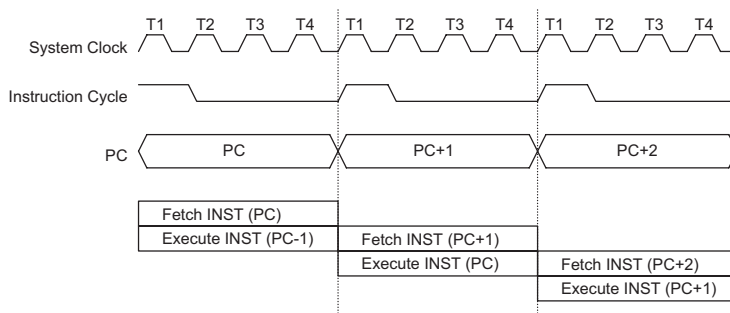 T1 T2 T3 T4 T1 T2 T3 T4 T1 T2 T3 T4
System Clock
Instruction Cycle
PC PC PC+1 PC+2
Fetch INST (PC)
Execute INST (PC-1) Fetch INST (PC+1)
Execute INST (PC) Fetch INST (PC+2)
Execute INST (PC+1)